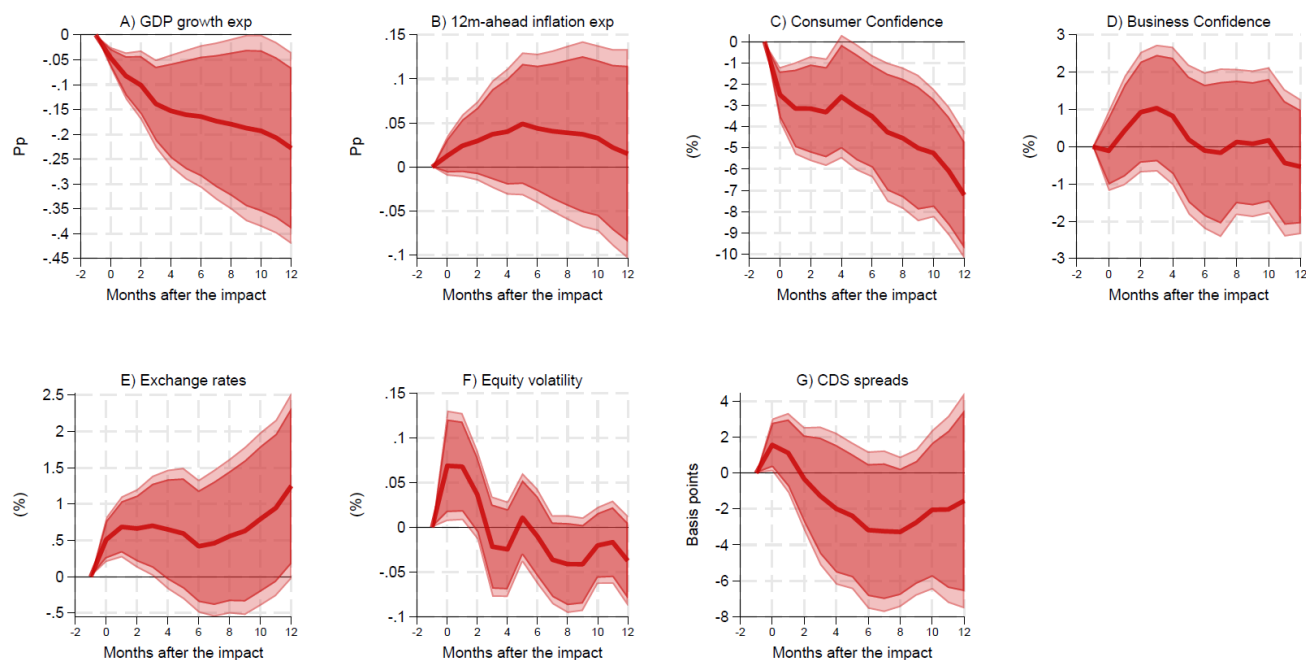 A) GDP growth exp
0
-.05
-.1
-.15
-.2
-.25
-.3
-.35
-.4
-.45
Pp
-2 0 2 4 6 8 10 12
Months after the impact
B) 12m-ahead inflation exp
.15
.1
.05
0
-.05
-.1
Pp
-2 0 2 4 6 8 10 12
Months after the impact
C) Consumer Confidence
0
-1
-2
-3
-4
-5
-6
-7
-8
-9
-10
(%)
-2 0 2 4 6 8 10 12
Months after the impact
D) Business Confidence
3
2
1
0
-1
-2
-3
(%)
-2 0 2 4 6 8 10 12
Months after the impact
E) Exchange rates
2.5
2
1.5
1
.5
0
-.5
(%)
-2 0 2 4 6 8 10 12
Months after the impact
F) Equity volatility
.15
.1
.05
0
-.05
-.1
(%)
-2 0 2 4 6 8 10 12
Months after the impact
G) CDS spreads
4
2
0
-2
-4
-6
-8
Basis points
-2 0 2 4 6 8 10 12
Months after the impact